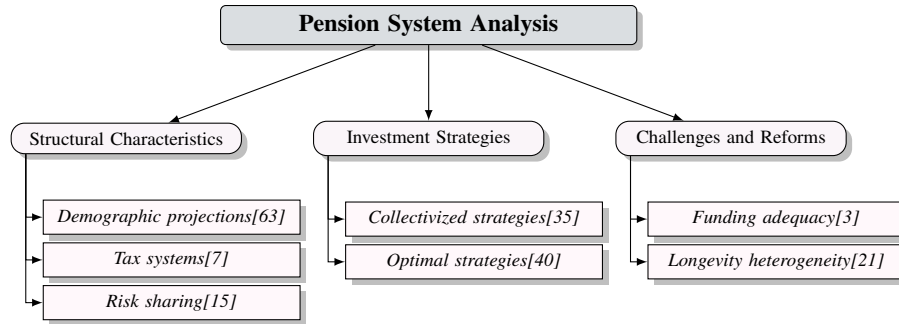 Pension System Analysis
Structural Characteristics
Demographic projections[63]
Tax systems[7]
Risk sharing[15]
Investment Strategies
Collectivized strategies[35]
Optimal strategies[40]
Challenges and Reforms
Funding adequacy[3]
Longevity heterogeneity[21]